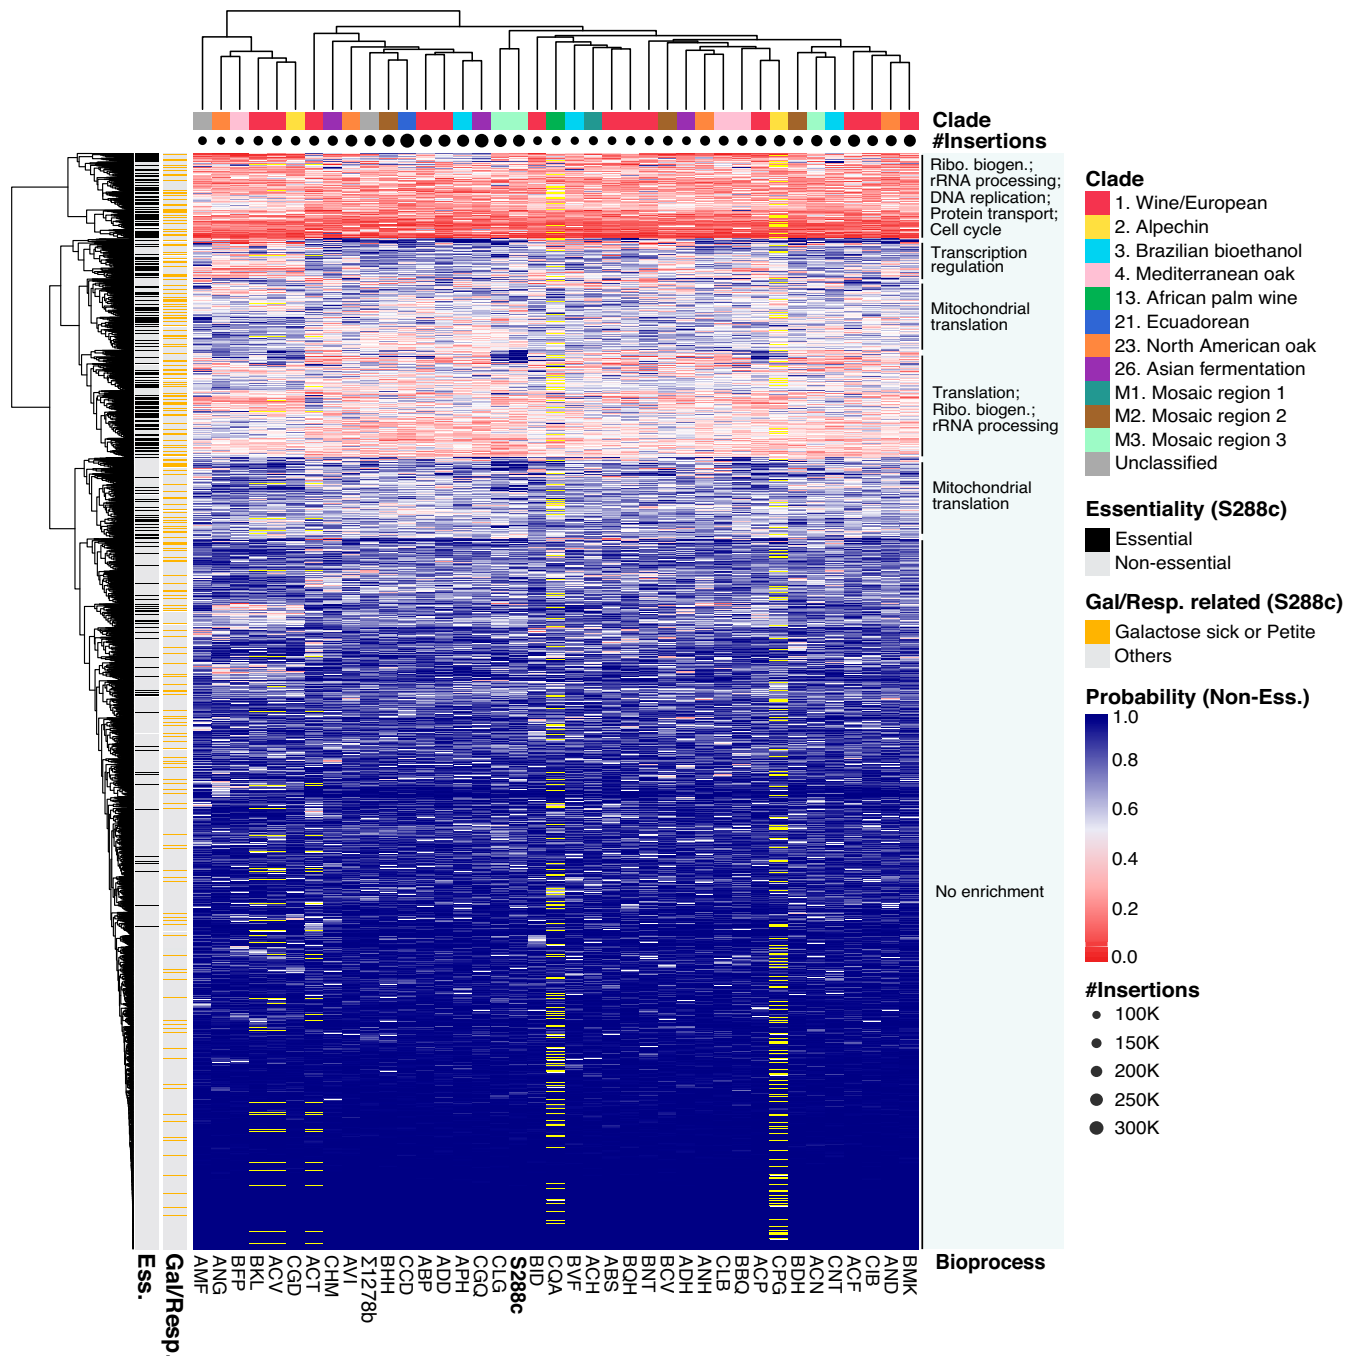 Clade
#Insertions
Ribo. biogen.;
rRNA processing;
DNA replication;
Protein transport;
Cell cycle
Transcription
regulation
Mitochondrial
translation
Translation;
Ribo. biogen.;
rRNA processing
Mitochondrial
translation
No enrichment
Bioprocess
Clade
1. Wine/European
2. Alpechin
3. Brazilian bioethanol
4. Mediterranean oak
13. African palm wine
21. Ecuadorean
23. North American oak
26. Asian fermentation
M1. Mosaic region 1
M2. Mosaic region 2
M3. Mosaic region 3
Unclassified
Essentiality (S288c)
Essential
Non-essential
Gal/Resp. related (S288c)
Galactose sick or Petite
Others
Probability (Non-Ess.)
1.0
0.8
0.6
0.4
0.2
0.0
#Insertions
100K
150K
200K
250K
300K
Ess.
Gal/Resp.
AMF
ANG
BFP
BKL
ACV
CGD
ACT
CHM
AVI
Σ1278b
BHH
CCD
ABP
ADD
APH
CGQ
CLG
S288c
BID
CQA
BVF
ACH
ABS
BQH
BNT
BCV
ADH
ANH
CLB
BBQ
ACP
CPG
BDH
ACN
CNT
ACF
CIB
AND
BMK